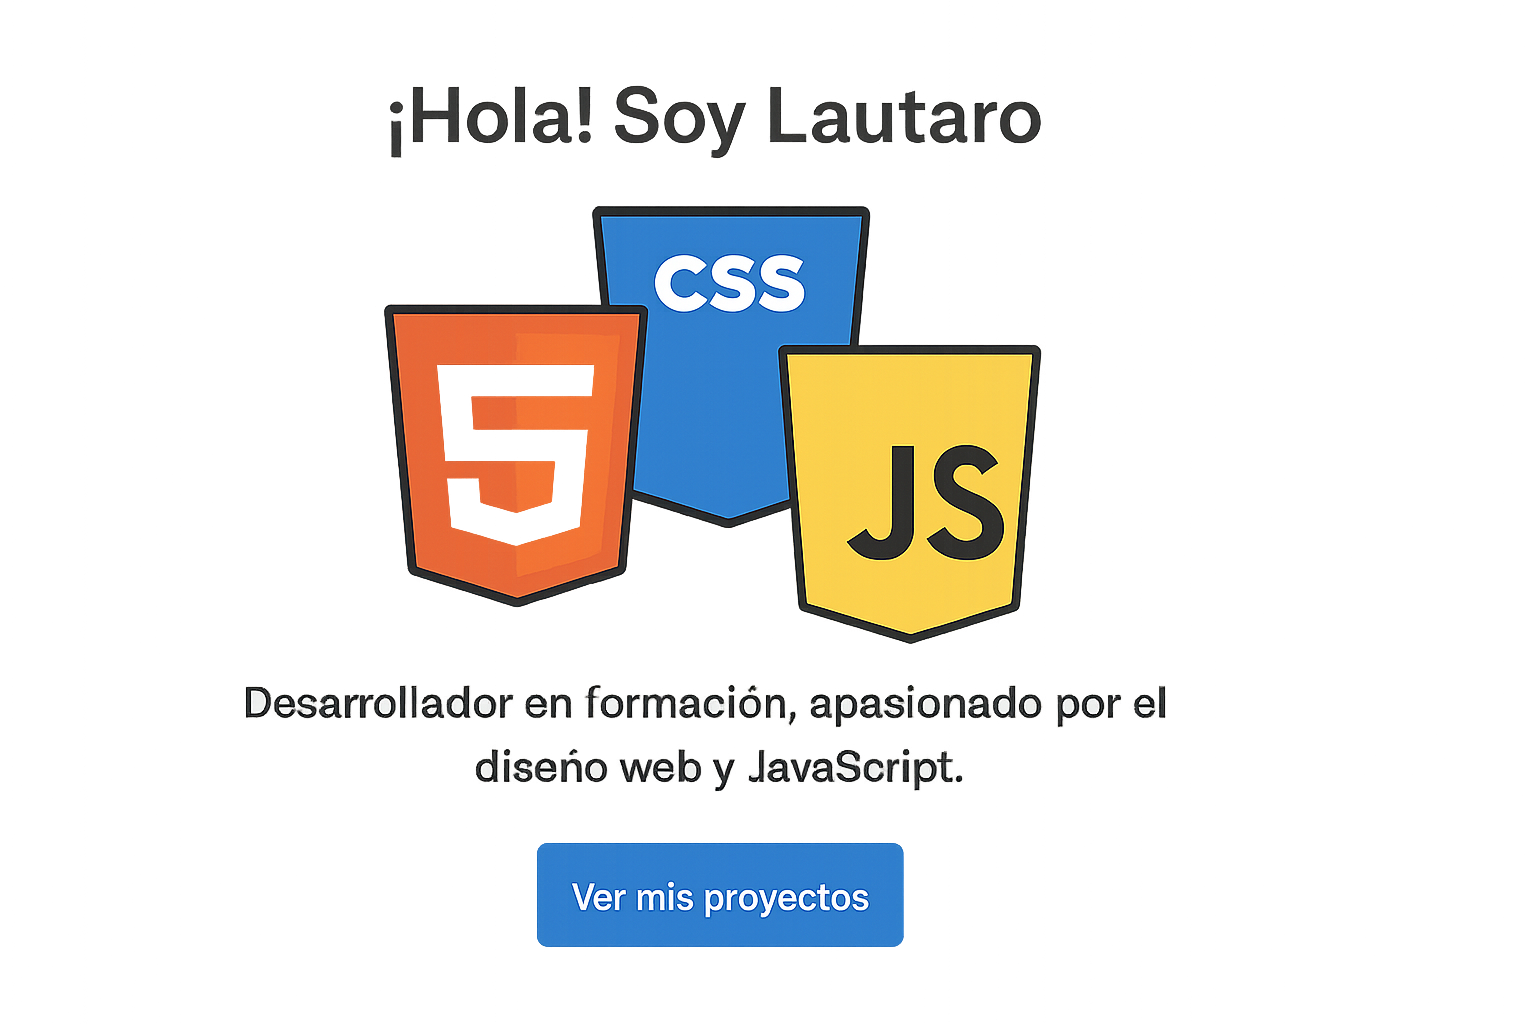 ¡Hola! Soy Lautaro
CSS
5
JS
Desarrollador en formación, apasionado por el
diseńo web y JavaScript.
Ver mis proyectos